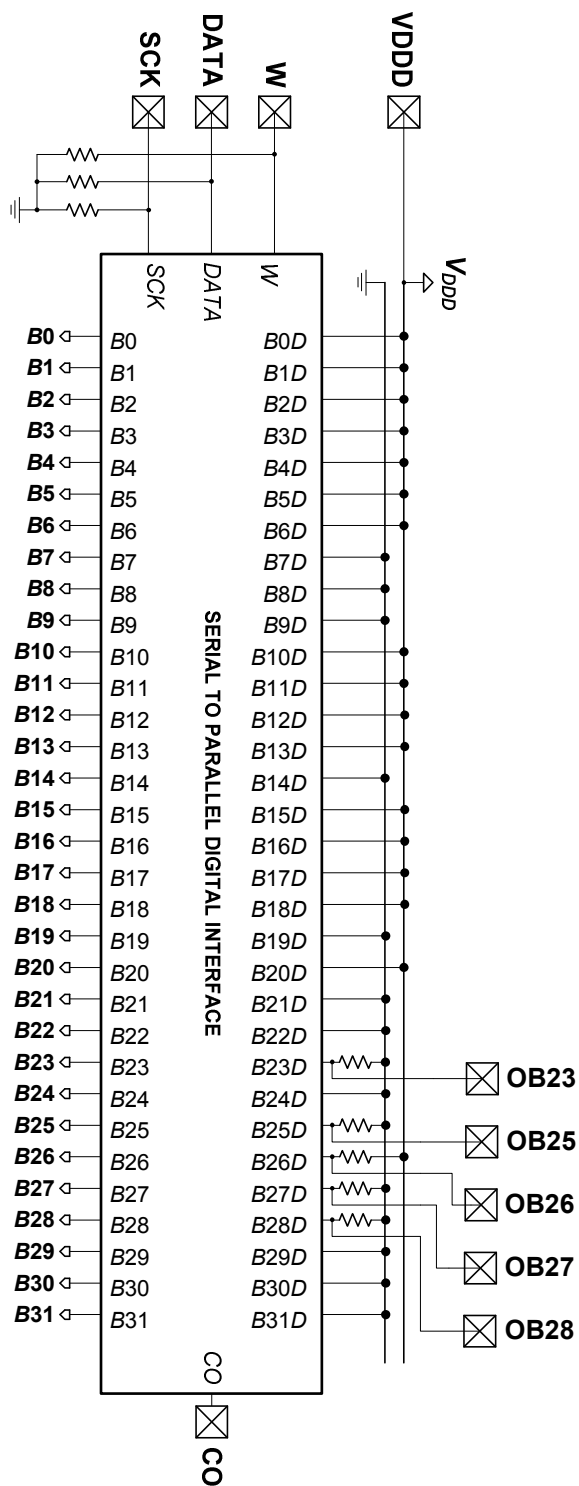 SCK
DATA
W
VDDD
VDDD
SCK
DATA
W
B0 B0 B0D
B1 B1 B1D
B2 B2 B2D
B3 B3 B3D
B4 B4 B4D
B5 B5 B5D
B6 B6 B6D
B7 B7 B7D
B8 B8 B8D
B9 B9 B9D
B10 B10 B10D
B11 B11 B11D
B12 B12 B12D
B13 B13 B13D
B14 B14 B14D
B15 B15 B15D
B16 B16 B16D
B17 B17 B17D
B18 B18 B18D
B19 B19 B19D
B20 B20 B20D
B21 B21 B21D
B22 B22 B22D
B23 B23 B23D
B24 B24 B24D
B25 B25 B25D
B26 B26 B26D
B27 B27 B27D
B28 B28 B28D
B29 B29 B29D
B30 B30 B30D
B31 B31 B31D
SERIAL TO PARALLEL DIGITAL INTERFACE
OB23
OB25
OB26
OB27
OB28
CO
CO